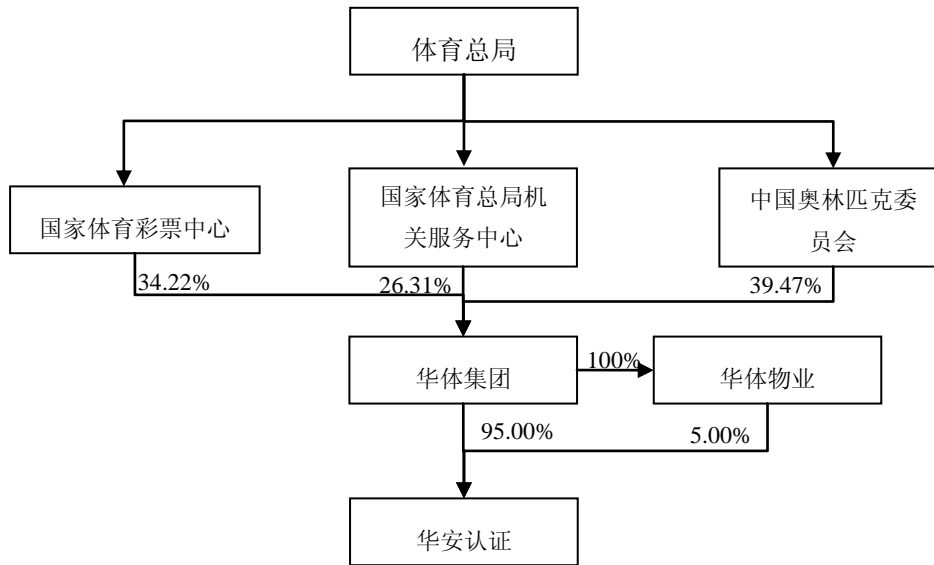 体育总局
国家体育彩票中心
国家体育总局机
关服务中心
中国奥林匹克委
员会
34.22%
26.31%
39.47%
华体集团
100%
华体物业
95.00%
5.00%
华安认证